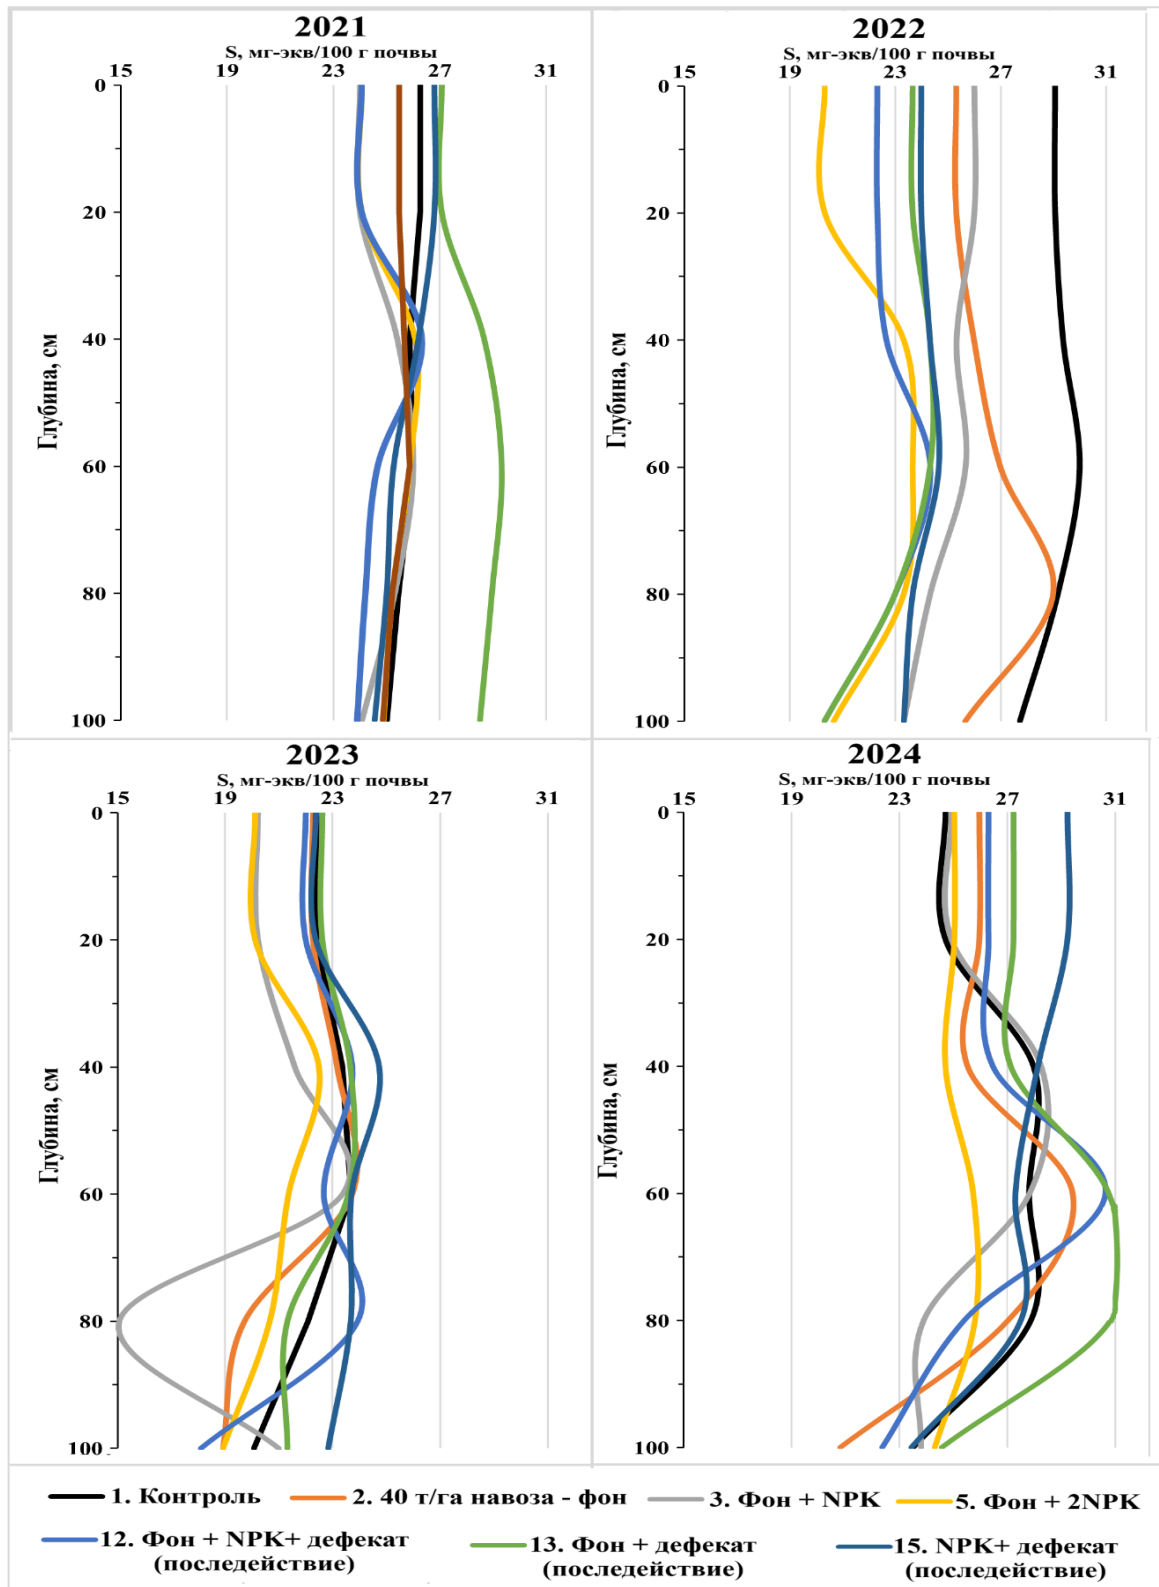 2021
S, мг-экв/100 г почвы
15 19 23 27 31
0
20
40
60
80
100
Глубина, см
2022
S, мг-экв/100 г почвы
15 19 23 27 31
0
20
40
60
80
100
Глубина, см
2023
S, мг-экв/100 г почвы
15 19 23 27 31
0
20
40
60
80
100
Глубина, см
2024
S, мг-экв/100 г почвы
15 19 23 27 31
0
20
40
60
80
100
Глубина, см
1. Контроль 2. 40 т/га навоза - фон 3. Фон + NPK 5. Фон + 2NPK
12. Фон + NPK+ дефекат 13. Фон + дефекат 15. NPK+ дефекат
(последействие) (последействие) (последействие)